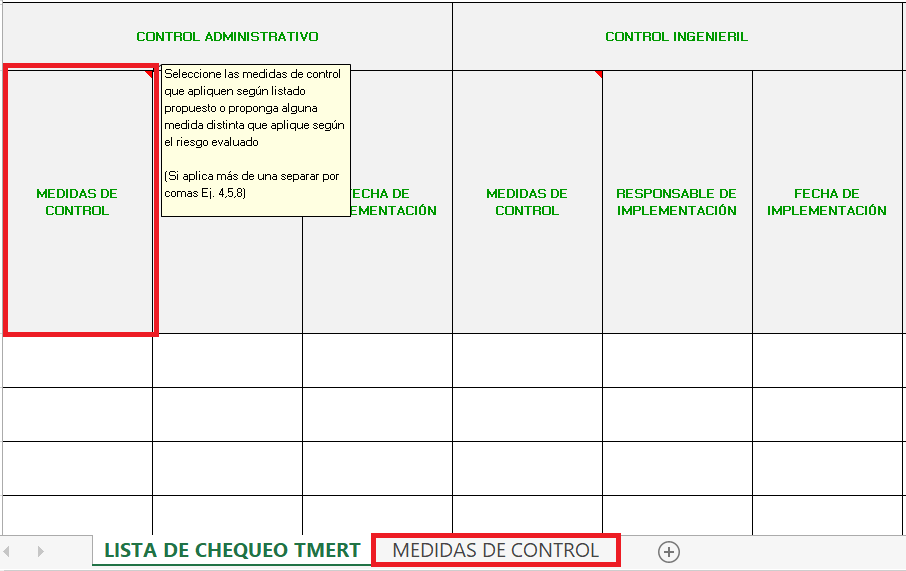 CONTROL ADMINISTRATIVO
CONTROL INGENIERIL
Seleccione las medidas de control
que apliquen según listado
propuesto o proponga alguna
medida distinta que aplique según
el riesgo evaluado
(Si aplica más de una separar por
comas Ej. 4,5,8)
MEDIDAS DE
CONTROL
ECHA DE
EMENTACIÓN
MEDIDAS DE
CONTROL
RESPONSABLE DE
IMPLEMENTACIÓN
FECHA DE
IMPLEMENTACIÓN
LISTA DE CHEQUEO TMERT
MEDIDAS DE CONTROL